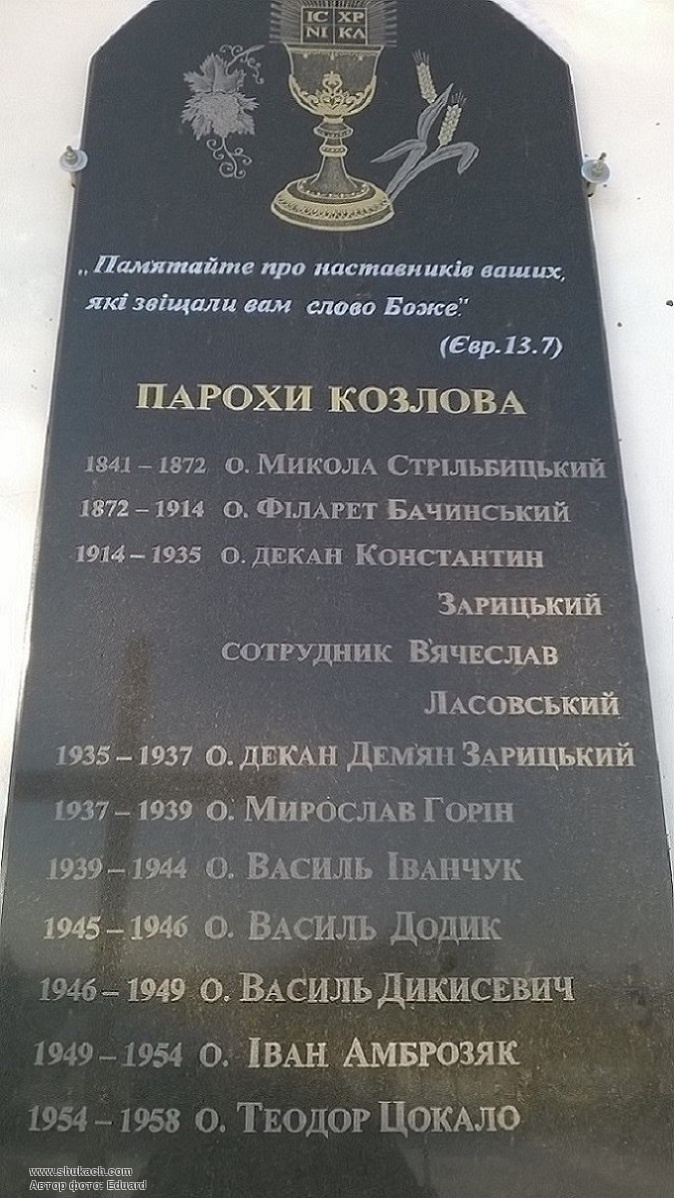 ІС ХР
NI КА
„Памятайте про наставників ваших,
які звіщали вам слово Боже."
(Євр.13.7)
ПАРОХИ КОЗЛОВА
1841 – 1872 О. МИКОЛА СТРІЛЬБИЦЬКИЙ
1872 – 1914 О. ФІЛАРЕТ БАЧИНСЬКИЙ
1914 – 1935 О. ДЕКАН КОНСТАНТИН
ЗАРИЦЬКИЙ
СОТРУДНИК В'ЯЧЕСЛАВ
ЛАСОВСЬКИЙ
1935 – 1937 О. ДЕКАН ДЕМ'ЯН ЗАРИЦЬКИЙ
1937 – 1939 О. МИРОСЛАВ ГОРІН
1939 – 1944 О. ВАСИЛЬ ІВАНЧУК
1945 – 1946 О. ВАСИЛЬ ДОДИК
1946 – 1949 О. ВАСИЛЬ ДИКИСЕВИЧ
1949 – 1954 О. ІВАН АМБРОЗЯК
1954 – 1958 О. ТЕОДОР ЦОКАЛО
www.shukach.com
Автор фото: Eduard